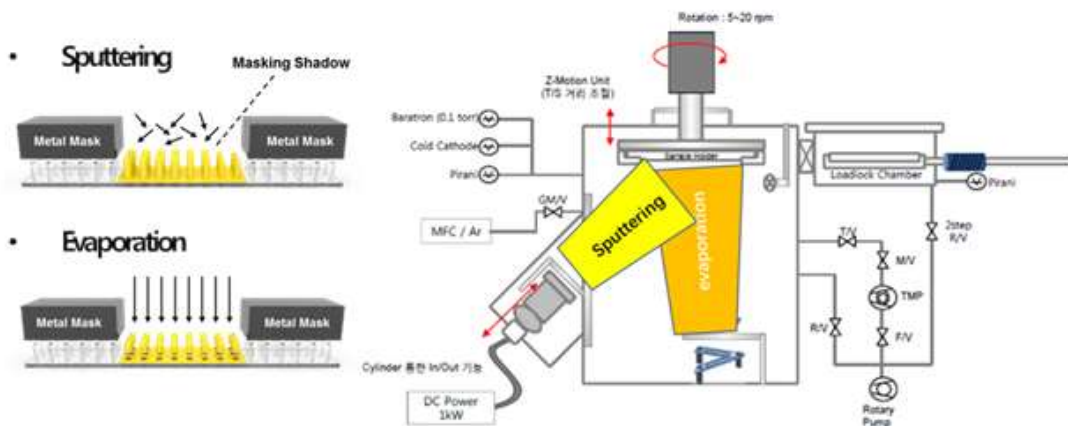 • Sputtering
Masking Shadow
Metal Mask
Metal Mask
• Evaporation
Metal Mask
Metal Mask
Rotation : 5~20 rpm
Z-Motion Unit
(T/S 거리 조절)
Baratron (0.1 torr)
Cold Cathode
Pirani
GM/V
MFC / Ar
Sample Holder
Sputtering
evaporation
Loadlock Chamber
Pirani
2step
R/V
T/V
M/V
TMP
R/V
F/V
Rotary
Pump
Cylinder 통한 In/Out 기능
DC Power
1kW